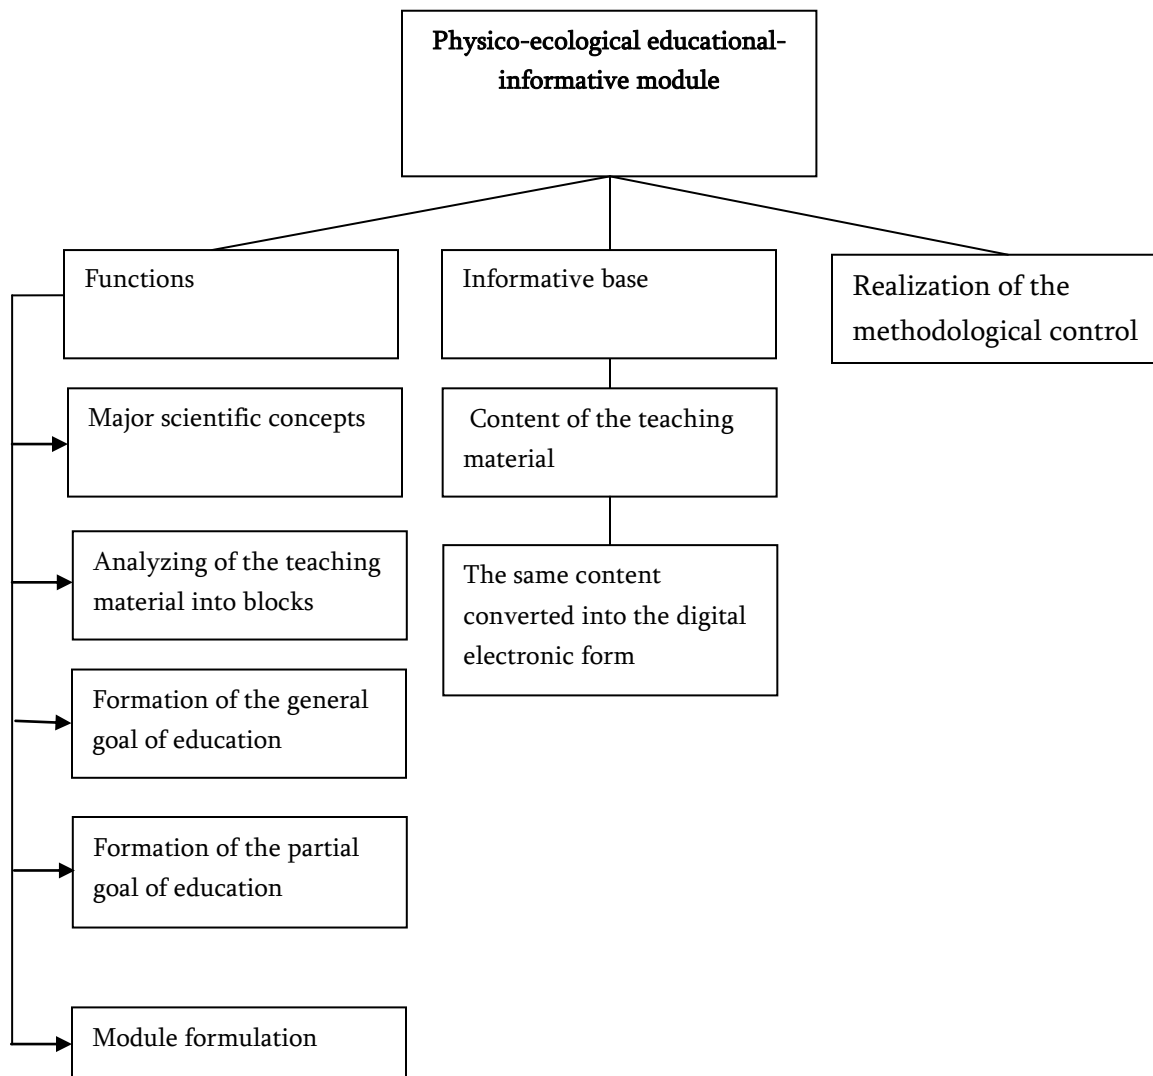 Physico-ecological educational-
informative module
Functions
Informative base
Realization of the
methodological control
Major scientific concepts
Content of the teaching
material
Analyzing of the teaching
material into blocks
The same content
converted into the digital
electronic form
Formation of the general
goal of education
Formation of the partial
goal of education
Module formulation